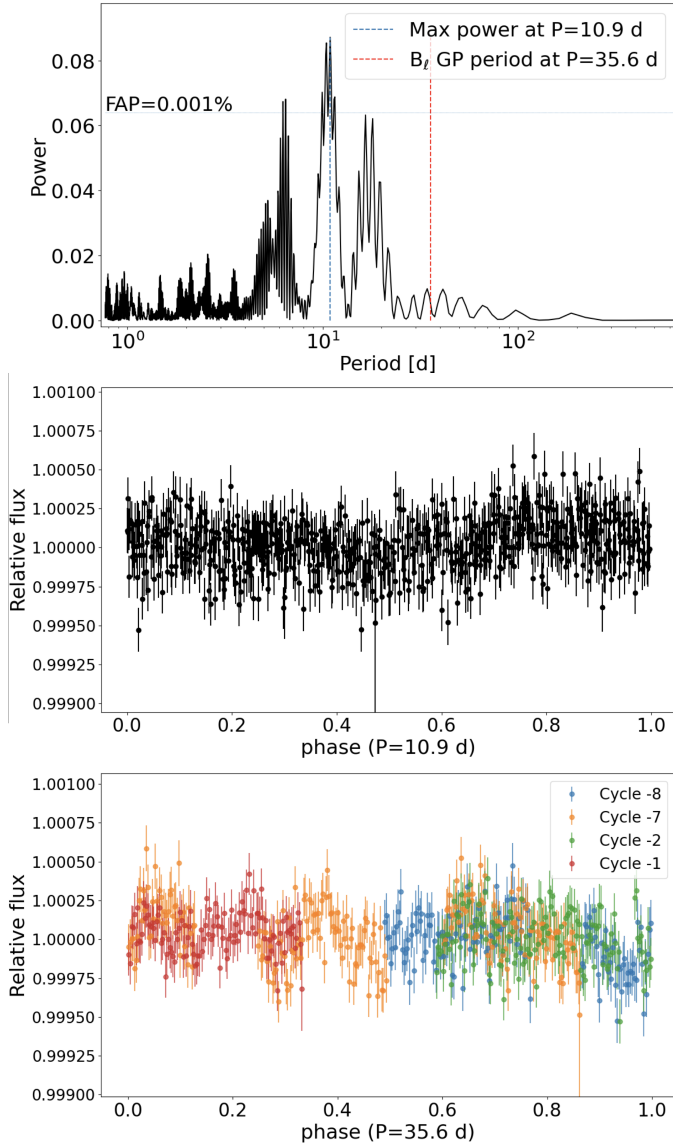 Max power at P=10.9 d
Bℓ GP period at P=35.6 d
FAP=0.001%
Power
0.08
0.06
0.04
0.02
0.00
10⁰
10¹
10²
Period [d]
Relative flux
1.00100
1.00075
1.00050
1.00025
1.00000
0.99975
0.99950
0.99925
0.99900
0.0
0.2
0.4
0.6
0.8
1.0
phase (P=10.9 d)
Relative flux
1.00100
1.00075
1.00050
1.00025
1.00000
0.99975
0.99950
0.99925
0.99900
Cycle -8
Cycle -7
Cycle -2
Cycle -1
0.0
0.2
0.4
0.6
0.8
1.0
phase (P=35.6 d)